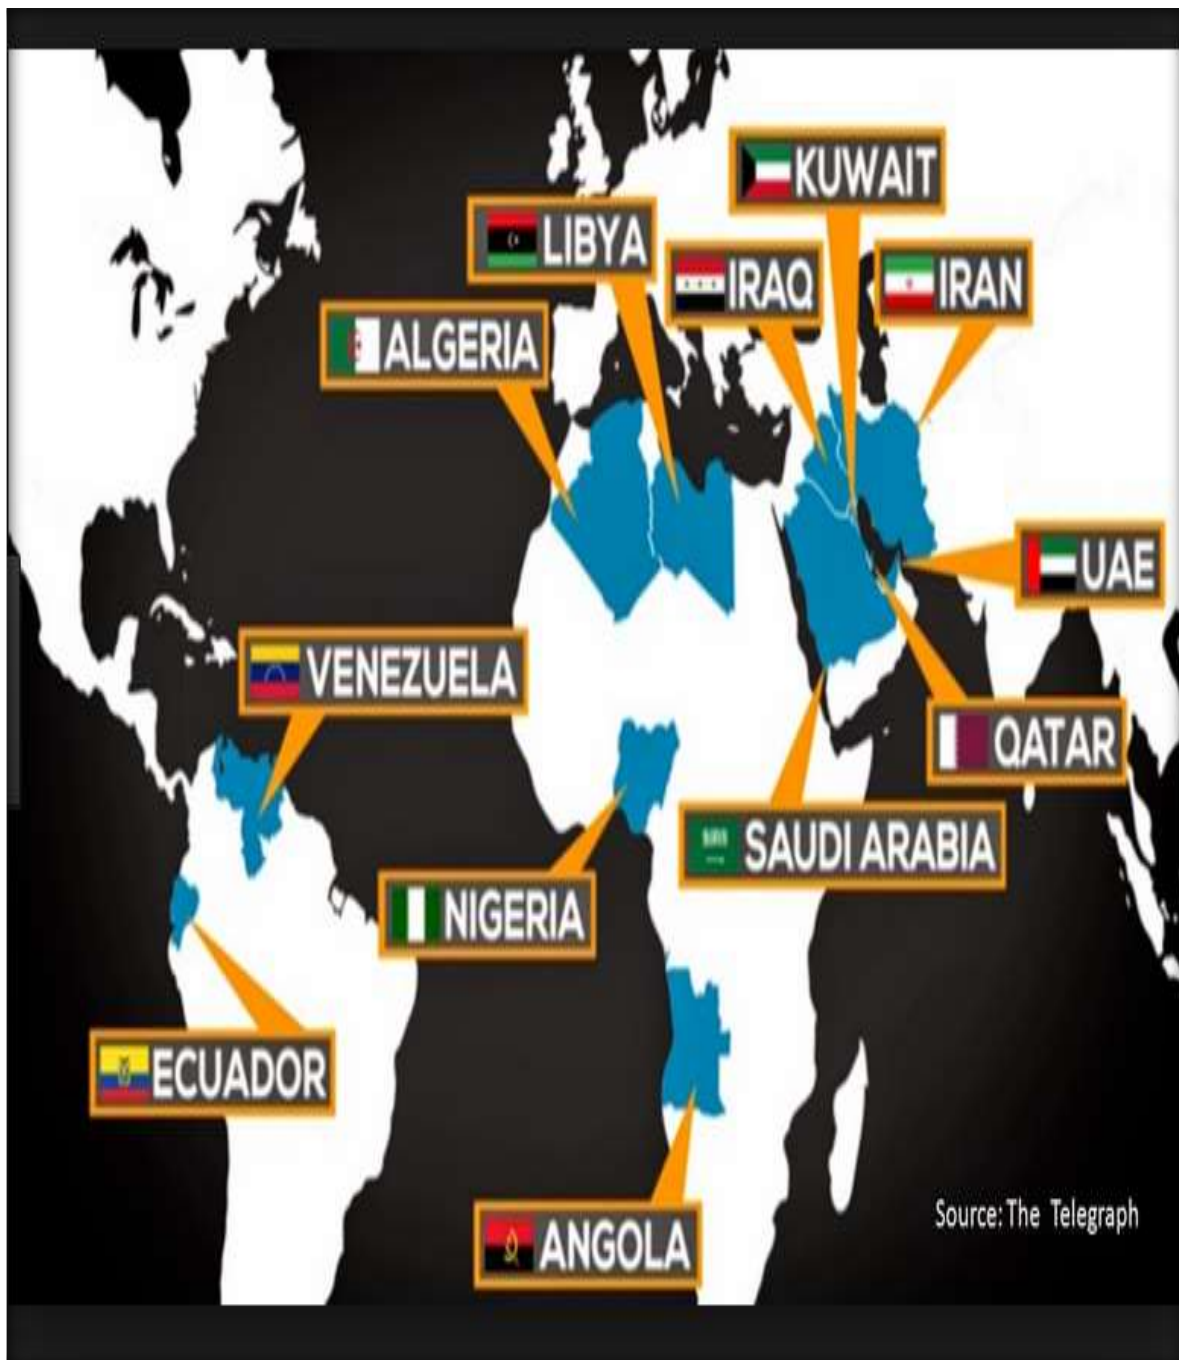 KUWAIT
LIBYA
IRAQ
IRAN
ALGERIA
UAE
VENEZUELA
QATAR
SAUDI ARABIA
NIGERIA
ECUADOR
Source: The Telegraph
ANGOLA